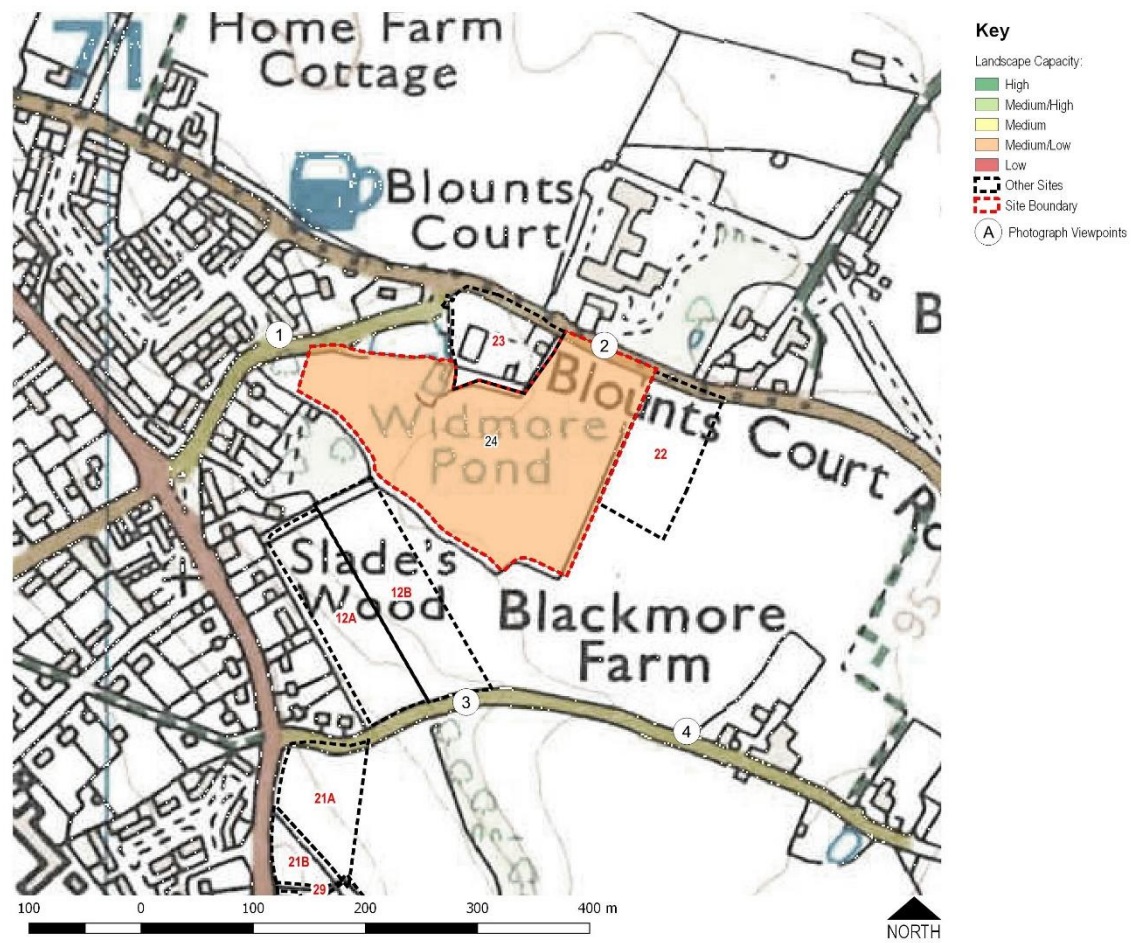 71
Home Farm
Cottage
Blounts
Court
1
23
2
Blounts Court Ro
Widmore
Pond
24
22
B
Slade's
Wood
12A
12B
Blackmore
Farm
95
3
4
21A
21B
29
100 0 100 200 300 400 m
NORTH
Key
Landscape Capacity:
High
Medium/High
Medium
Medium/Low
Low
Other Sites
Site Boundary
A Photograph Viewpoints